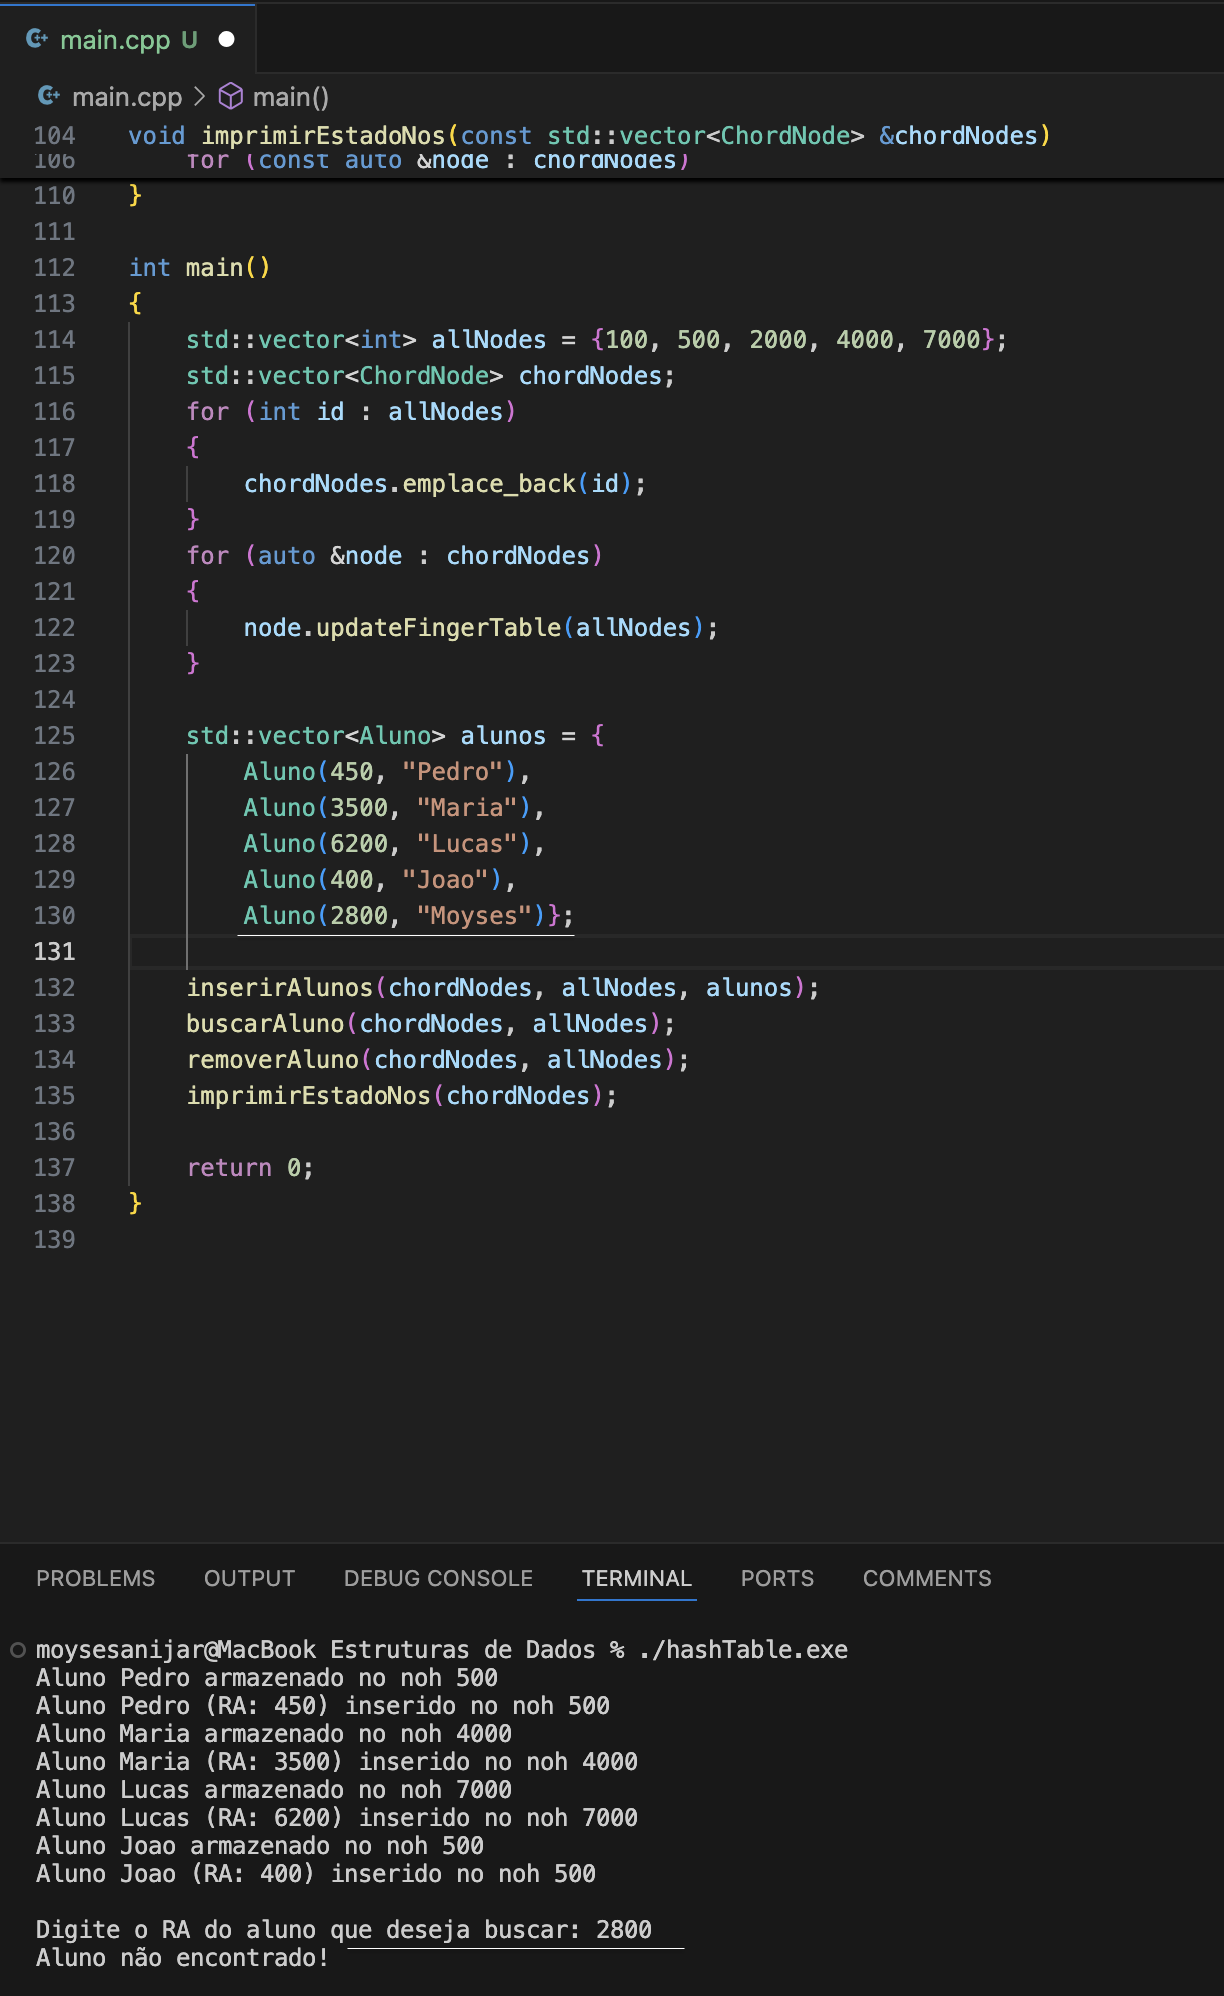 main.cpp U
main.cpp > main()
104 void imprimirEstadoNos(const std::vector<ChordNode> &chordNodes)
106 for (const auto &node : chordNodes)
110 }
111
112 int main()
113 {
114 std::vector<int> allNodes = {100, 500, 2000, 4000, 7000};
115 std::vector<ChordNode> chordNodes;
116 for (int id : allNodes)
117 {
118 chordNodes.emplace_back(id);
119 }
120 for (auto &node : chordNodes)
121 {
122 node.updateFingerTable(allNodes);
123 }
124
125 std::vector<Aluno> alunos = {
126 Aluno(450, "Pedro"),
127 Aluno(3500, "Maria"),
128 Aluno(6200, "Lucas"),
129 Aluno(400, "Joao"),
130 Aluno(2800, "Moyses")};
131
132 inserirAlunos(chordNodes, allNodes, alunos);
133 buscarAluno(chordNodes, allNodes);
134 removerAluno(chordNodes, allNodes);
135 imprimirEstadoNos(chordNodes);
136
137 return 0;
138 }
139
PROBLEMS OUTPUT DEBUG CONSOLE TERMINAL PORTS COMMENTS
moysesanijar@MacBook Estruturas de Dados % ./hashTable.exe
Aluno Pedro armazenado no noh 500
Aluno Pedro (RA: 450) inserido no noh 500
Aluno Maria armazenado no noh 4000
Aluno Maria (RA: 3500) inserido no noh 4000
Aluno Lucas armazenado no noh 7000
Aluno Lucas (RA: 6200) inserido no noh 7000
Aluno Joao armazenado no noh 500
Aluno Joao (RA: 400) inserido no noh 500
Digite o RA do aluno que deseja buscar: 2800
Aluno não encontrado!